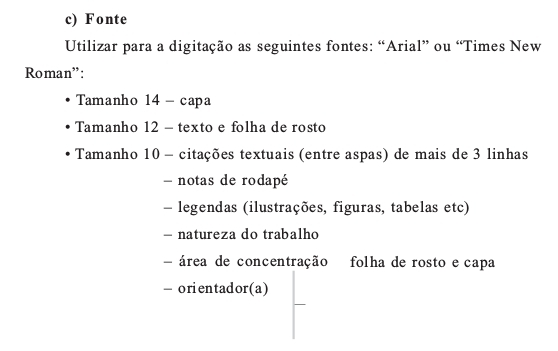 c) Fonte
Utilizar para a digitação as seguintes fontes: “Arial” ou “Times New
Roman”:
• Tamanho 14 – capa
• Tamanho 12 – texto e folha de rosto
• Tamanho 10 – citações textuais (entre aspas) de mais de 3 linhas
– notas de rodapé
– legendas (ilustrações, figuras, tabelas etc)
– natureza do trabalho
– área de concentração folha de rosto e capa
– orientador(a)